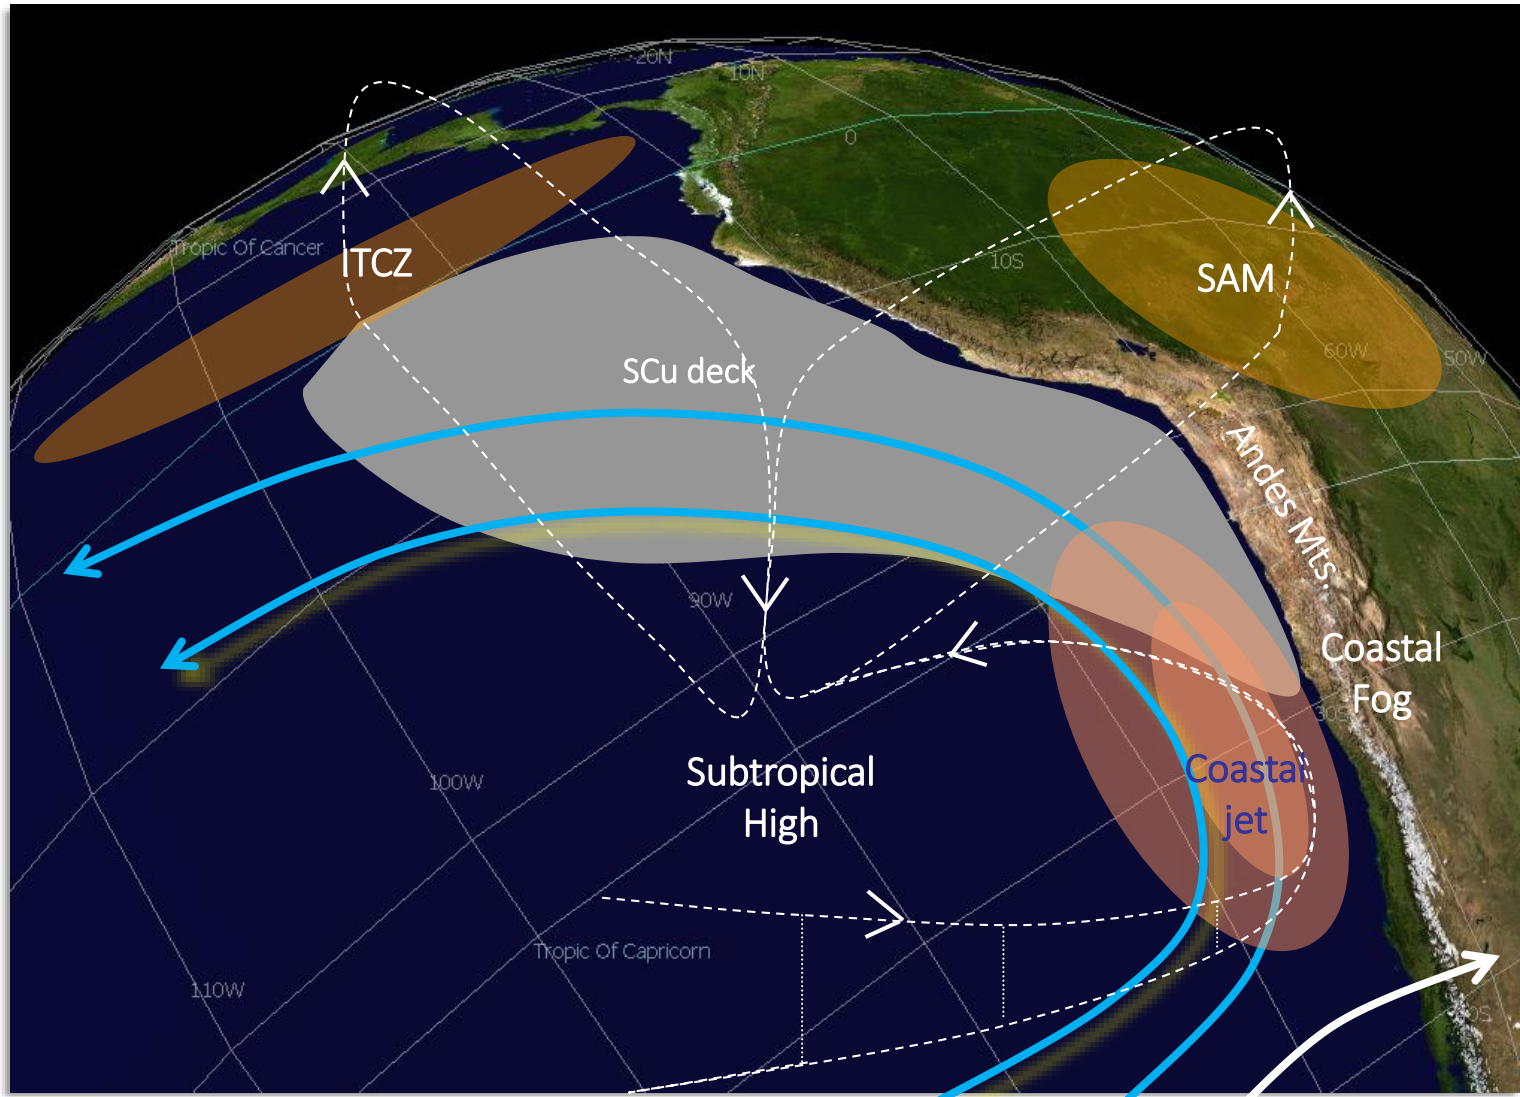 20N
10N
0
Tropic Of Cancer
ITCZ
10S
SAM
SCu deck
60W
50W
Andes Mts.
90W
Coastal
Fog
30S
Subtropical
High
Coastal
jet
100W
Tropic Of Capricorn
110W